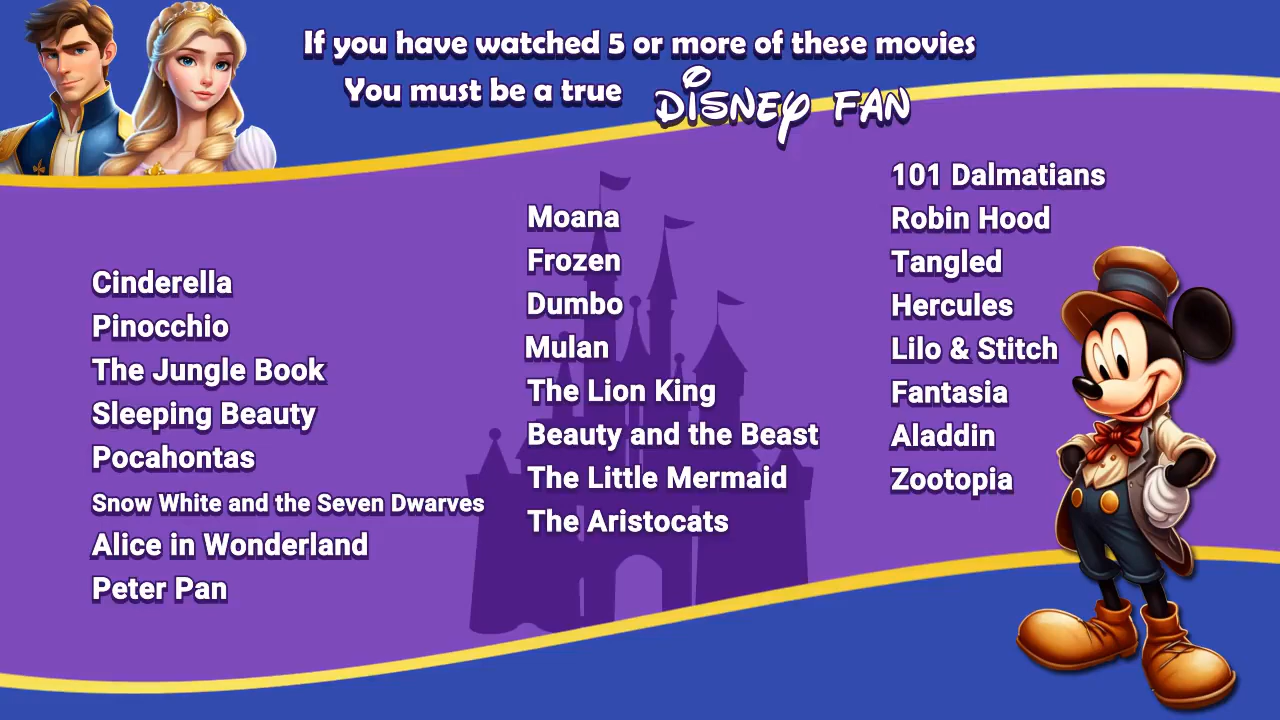 If you have watched 5 or more of these movies
You must be a true DISNEY FAN
Cinderella
Pinocchio
The Jungle Book
Sleeping Beauty
Pocahontas
Snow White and the Seven Dwarves
Alice in Wonderland
Peter Pan
Moana
Frozen
Dumbo
Mulan
The Lion King
Beauty and the Beast
The Little Mermaid
The Aristocats
101 Dalmatians
Robin Hood
Tangled
Hercules
Lilo & Stitch
Fantasia
Aladdin
Zootopia